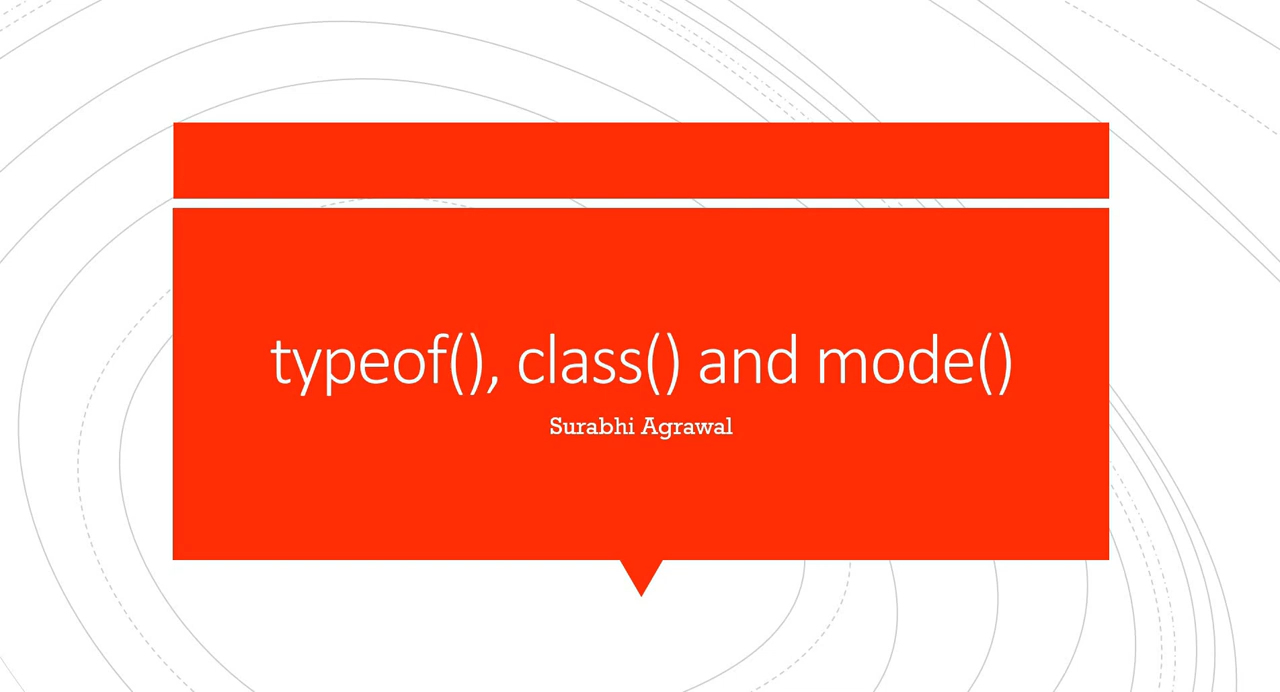 typeof(), class() and mode()
Surabhi Agrawal